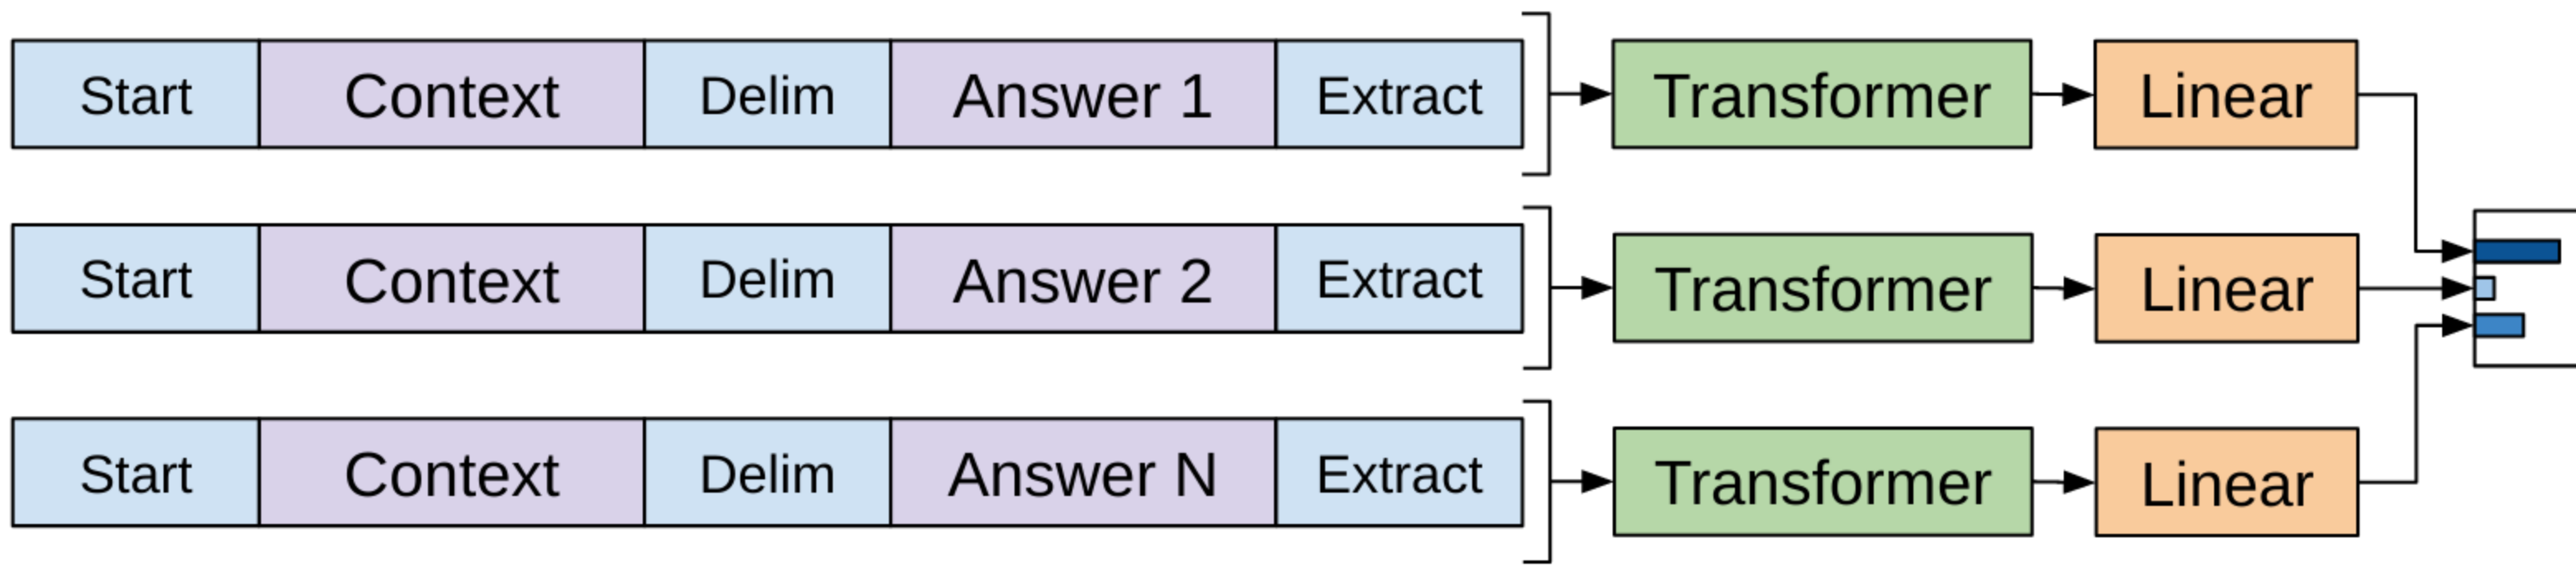 Start Context Delim Answer 1 Extract Transformer Linear
Start Context Delim Answer 2 Extract Transformer Linear
Start Context Delim Answer N Extract Transformer Linear